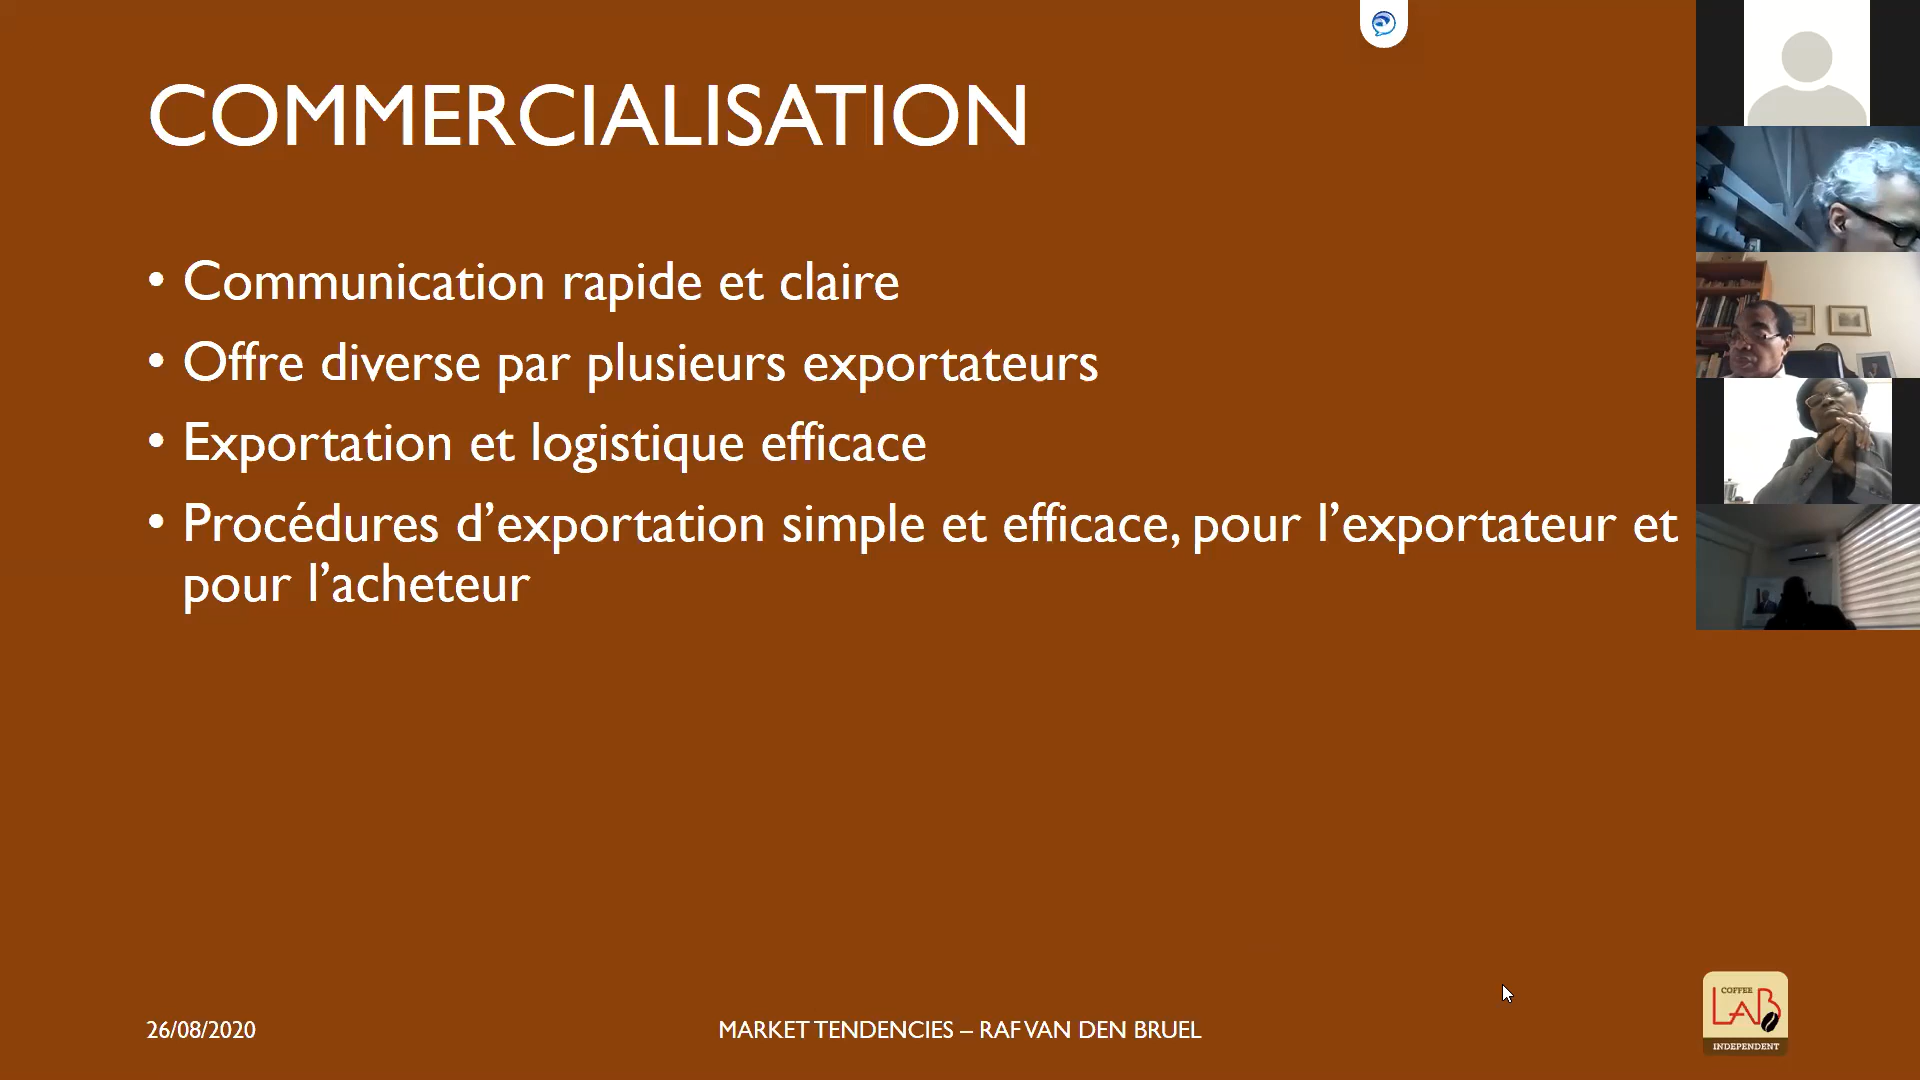 COMMERCIALISATION
• Communication rapide et claire
• Offre diverse par plusieurs exportateurs
• Exportation et logistique efficace
• Procédures d’exportation simple et efficace, pour l’exportateur et
pour l’acheteur
26/08/2020
MARKET TENDENCIES – RAF VAN DEN BRUEL
COFFEE
LAB
INDEPENDENT